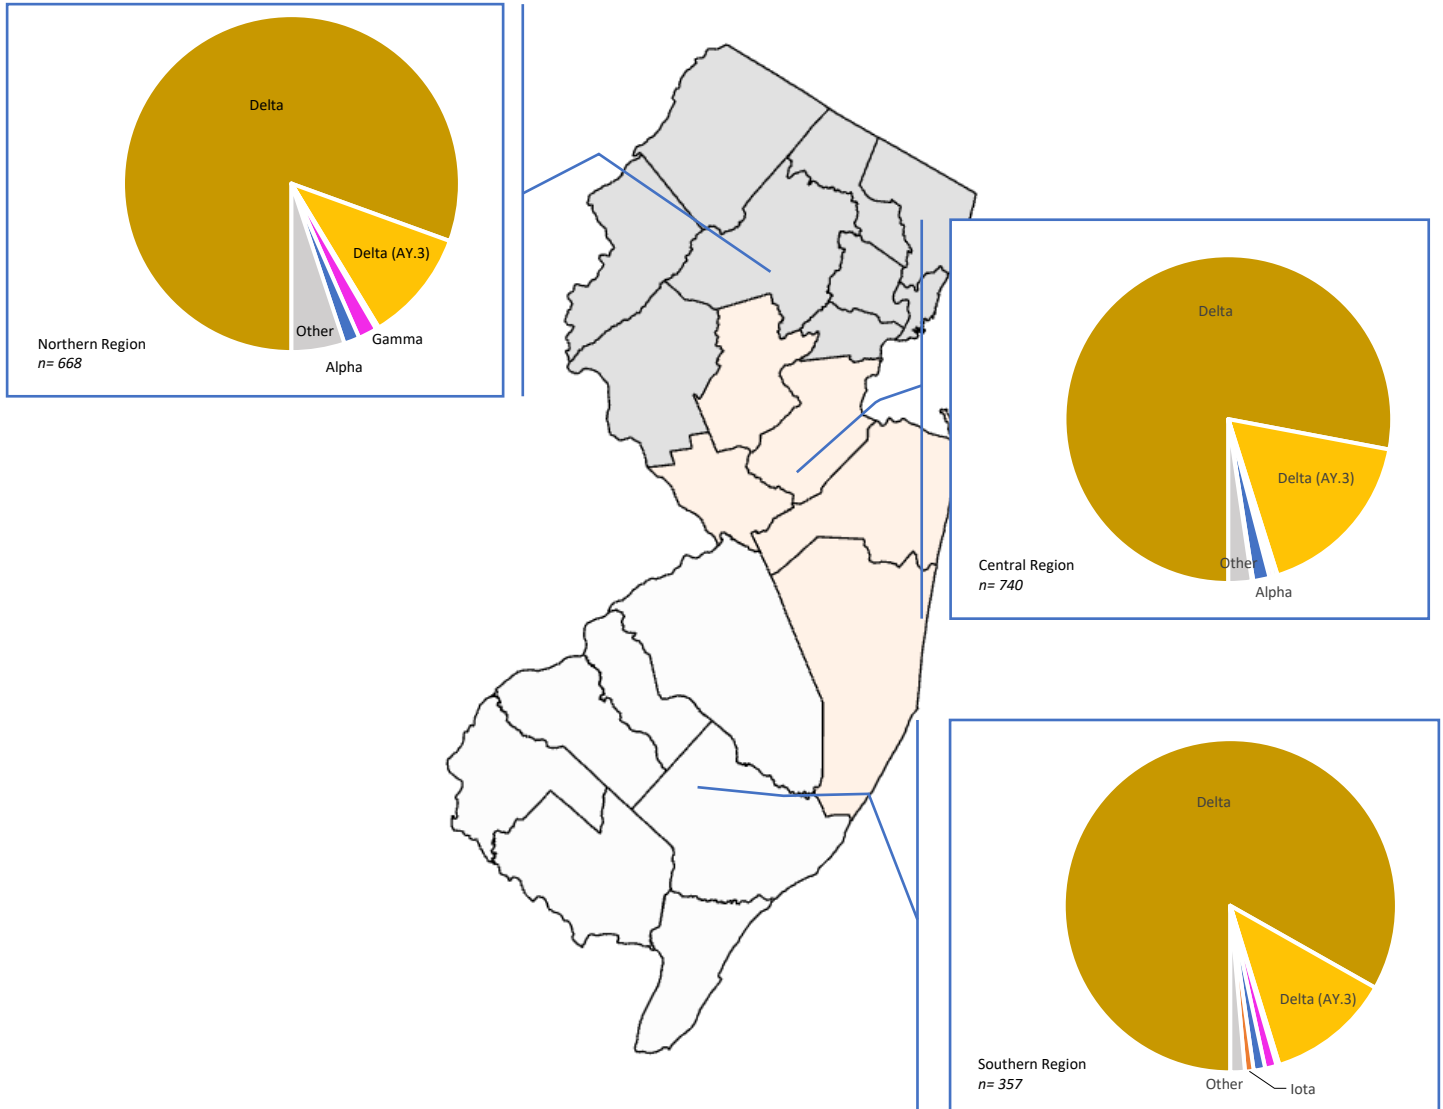 Delta
Delta (AY.3)
Other
Gamma
Alpha
Northern Region
n= 668
Delta
Delta (AY.3)
Other
Alpha
Central Region
n= 740
Delta
Delta (AY.3)
Other
Iota
Southern Region
n= 357